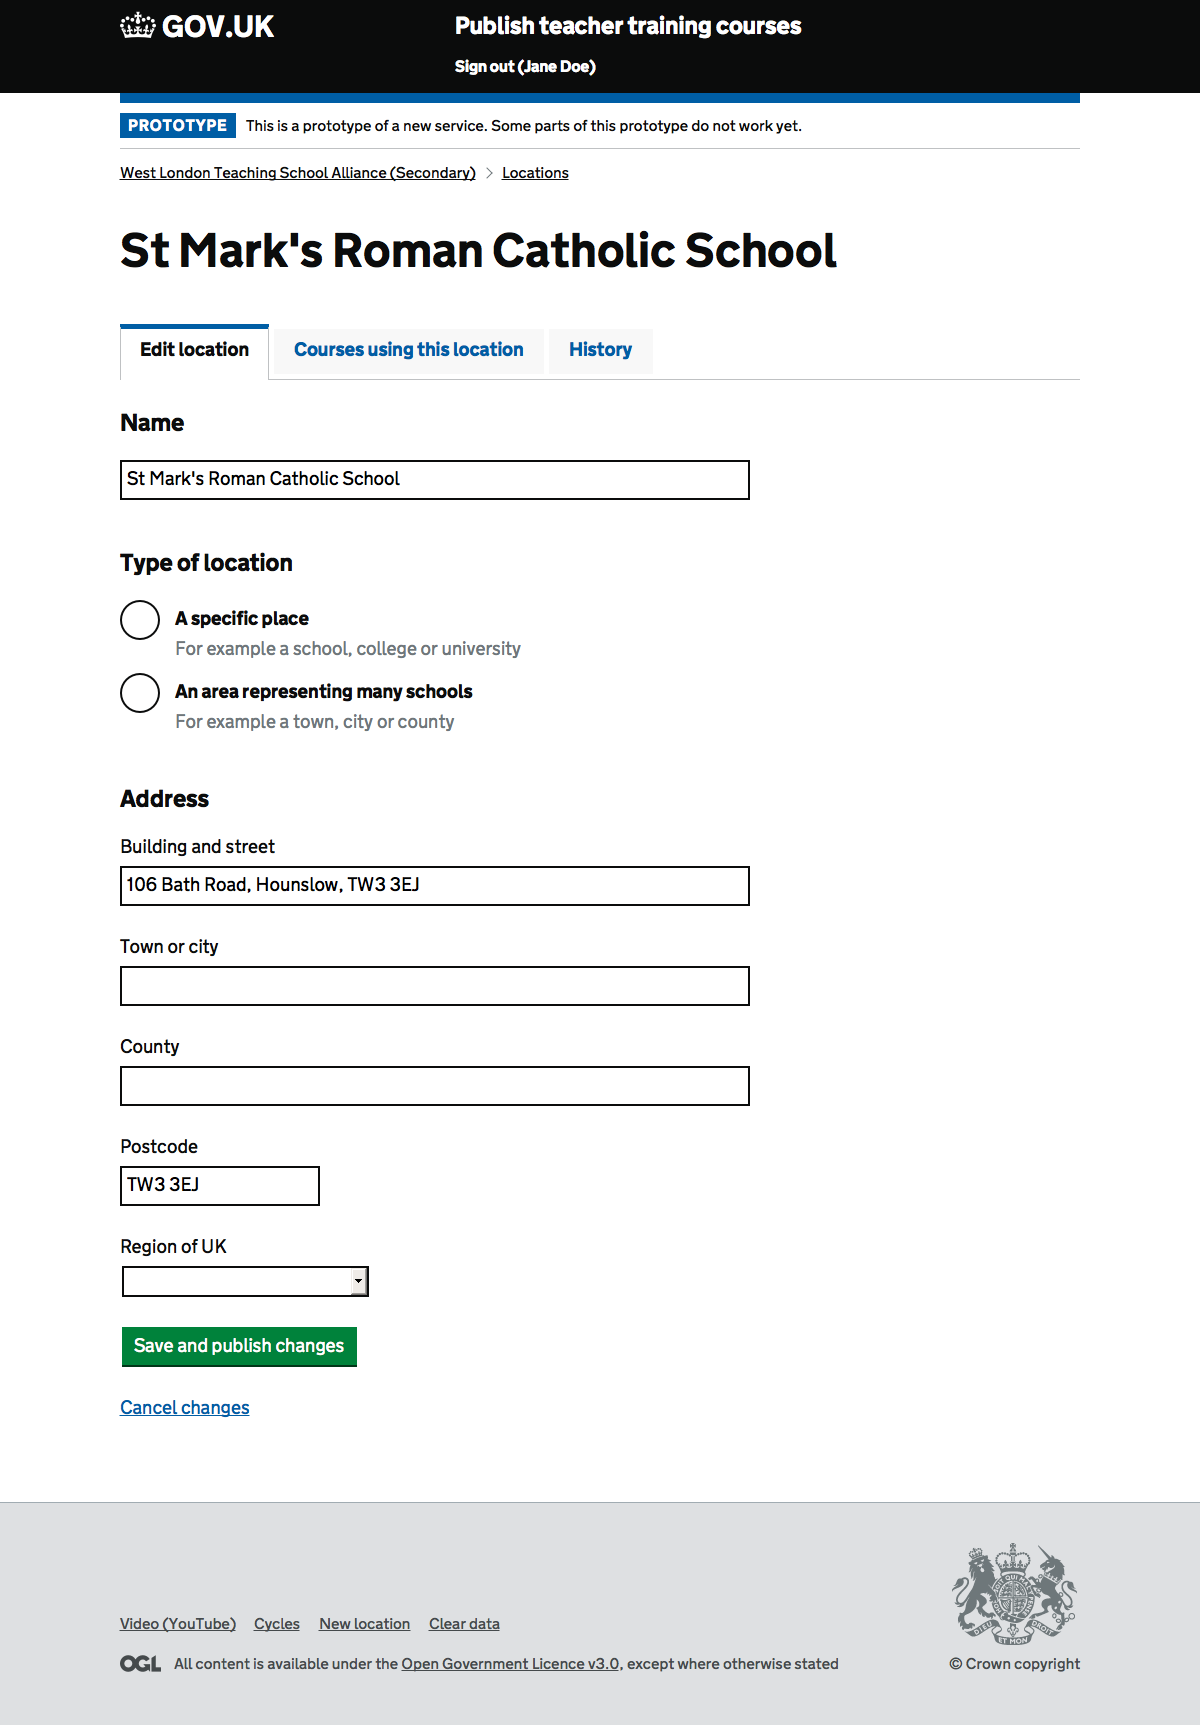 GOV.UK
Publish teacher training courses
Sign out (Jane Doe)
PROTOTYPE This is a prototype of a new service. Some parts of this prototype do not work yet.
West London Teaching School Alliance (Secondary) > Locations
St Mark's Roman Catholic School
Edit location Courses using this location History
Name
St Mark's Roman Catholic School
Type of location
A specific place
For example a school, college or university
An area representing many schools
For example a town, city or county
Address
Building and street
106 Bath Road, Hounslow, TW3 3EJ
Town or city
County
Postcode
TW3 3EJ
Region of UK
Save and publish changes
Cancel changes
DIEU ET MON DROIT
Video (YouTube) Cycles New location Clear data
OGL All content is available under the Open Government Licence v3.0, except where otherwise stated
© Crown copyright